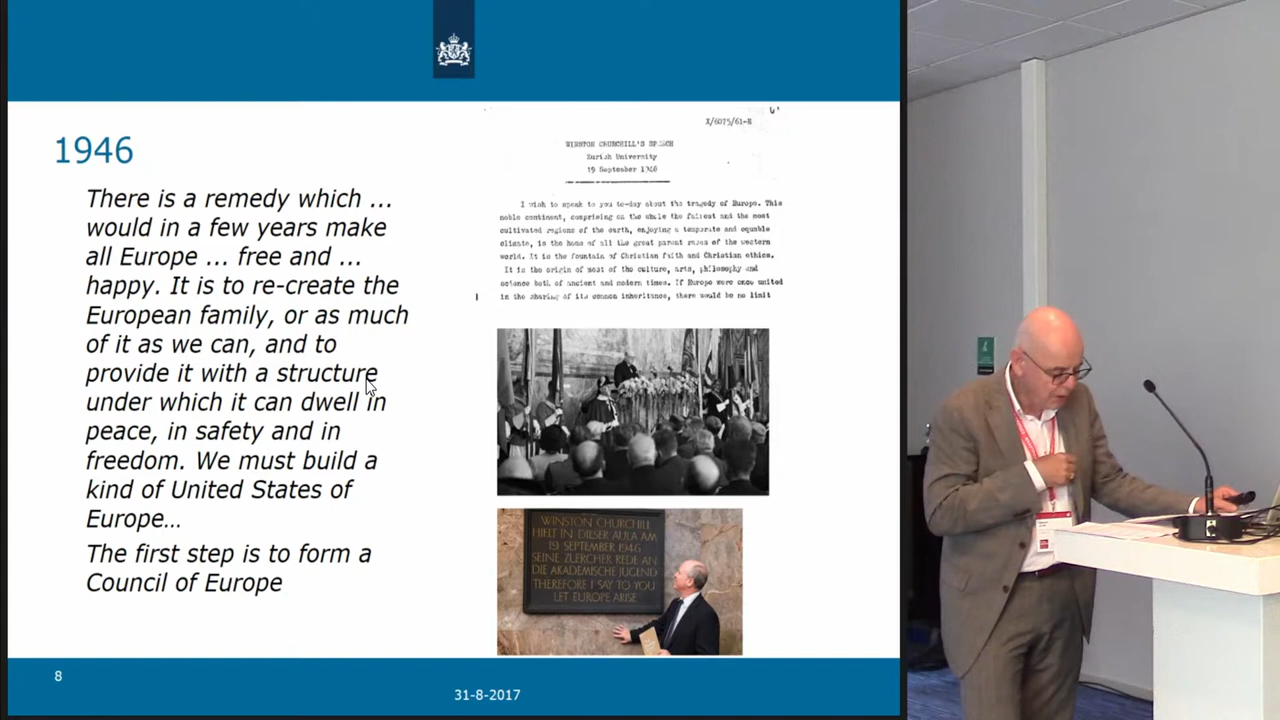 1946
There is a remedy which ...
would in a few years make
all Europe ... free and ...
happy. It is to re-create the
European family, or as much
of it as we can, and to
provide it with a structure
under which it can dwell in
peace, in safety and in
freedom. We must build a
kind of United States of
Europe…
The first step is to form a
Council of Europe
X/6075/61-E
WINSTON CHURCHILL'S SPEECH
Zurich University
19 September 1946
I wish to speak to you to-day about the tragedy of Europe. This
noble continent, comprising on the whole the fairest and the most
cultivated regions of the earth, enjoying a temperate and equable
climate, is the home of all the great parent races of the western
world. It is the fountain of Christian faith and Christian ethics.
It is the origin of most of the culture, arts, philosophy and
science both of ancient and modern times. If Europe were once united
in the sharing of its common inheritance, there would be no limit
WINSTON CHURCHILL
HIELT IN DIESER AULA AM
19 SEPTEMBER 1946
SEINE ZÜRCHER REDE AN
DIE AKADEMISCHE JUGEND
THEREFORE I SAY TO YOU
LET EUROPE ARISE
8
31-8-2017